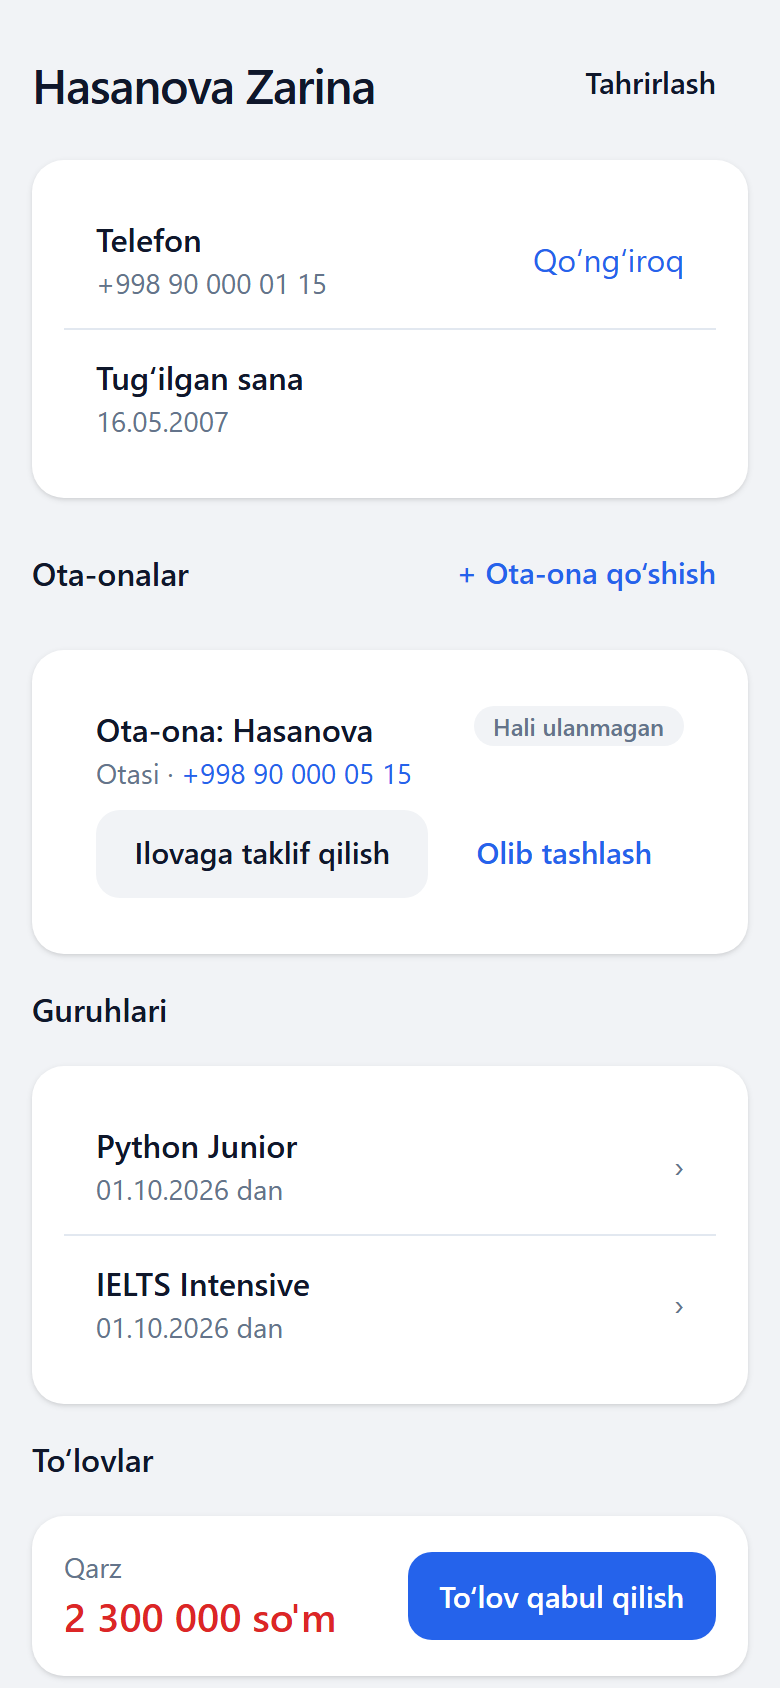 Hasanova Zarina
Tahrirlash
Telefon
+998 90 000 01 15
Qo‘ng‘iroq
Tug‘ilgan sana
16.05.2007
Ota-onalar
+ Ota-ona qo‘shish
Ota-ona: Hasanova
Hali ulanmagan
Otasi · +998 90 000 05 15
Ilovaga taklif qilish
Olib tashlash
Guruhlari
Python Junior
01.10.2026 dan
›
IELTS Intensive
01.10.2026 dan
›
To‘lovlar
Qarz
2 300 000 so'm
To‘lov qabul qilish